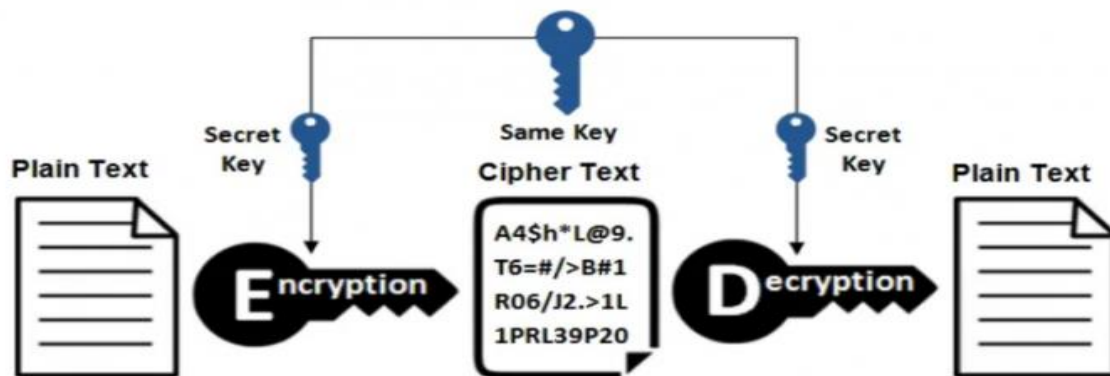 Secret
Key
Same Key
Secret
Key
Plain Text
Cipher Text
Plain Text
Encryption
A4$h*L@9.
T6=#/>B#1
R06/J2.>1L
1PRL39P20
Decryption